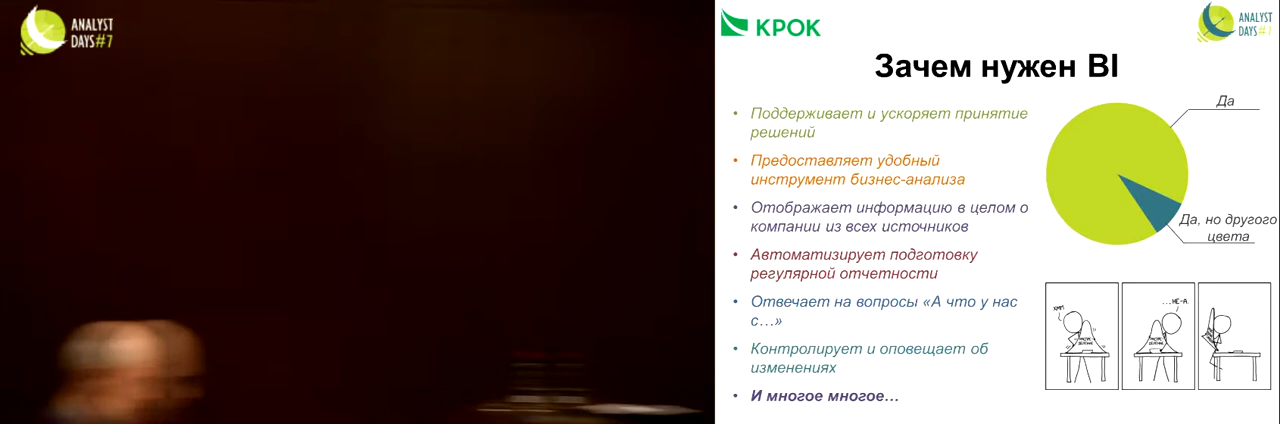 ANALYST
DAYS#7
КРОК
ANALYST
DAYS#7
Зачем нужен BI
Да
• Поддерживает и ускоряет принятие
решений
• Предоставляет удобный
инструмент бизнес-анализа
• Отображает информацию в целом о
компании из всех источников
Да, но другого
цвета
• Автоматизирует подготовку
регулярной отчетности
• Отвечает на вопросы «А что у нас
с…»
• Контролирует и оповещает об
изменениях
• И многое многое…
ХММ
...НЕ-А.